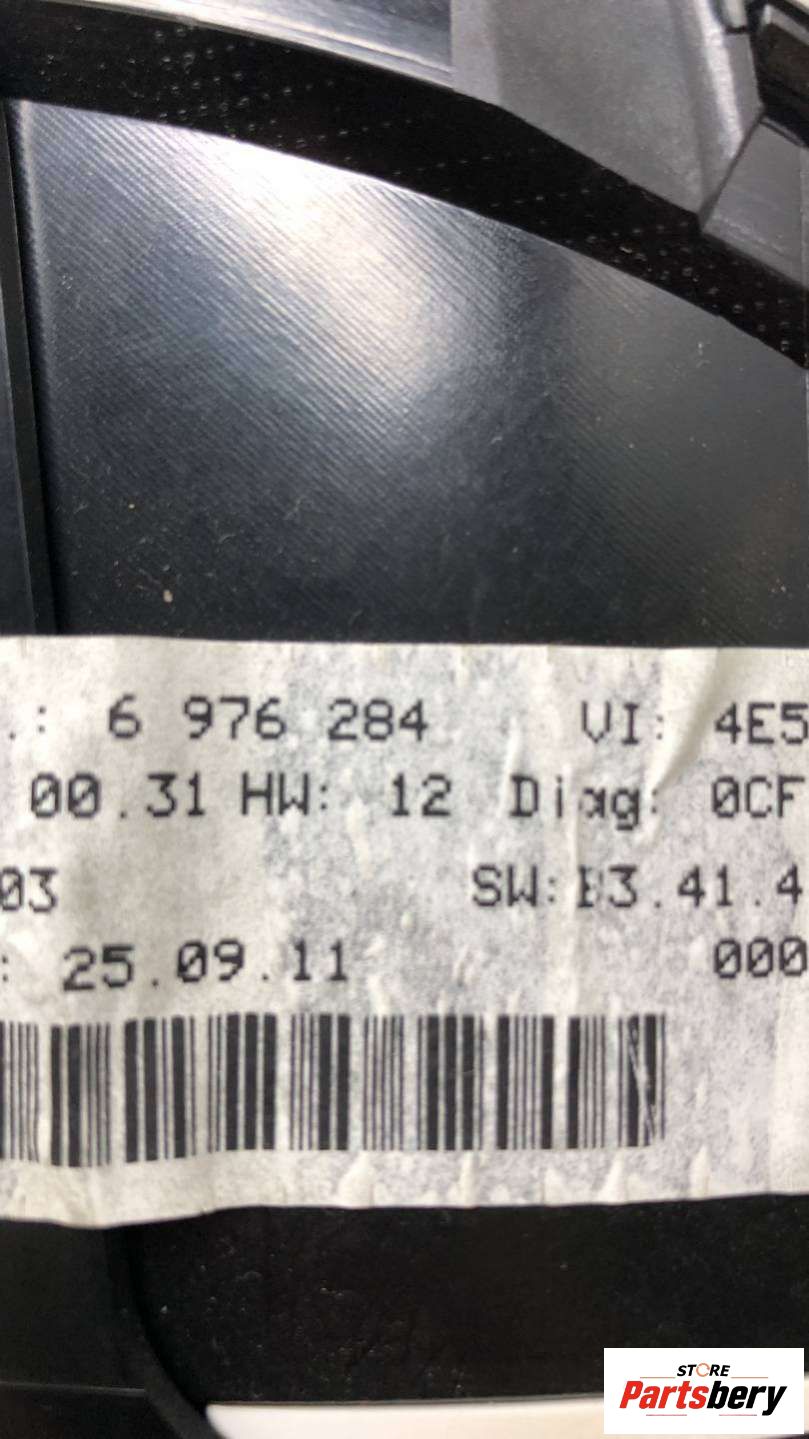 .: 6 976 284 VI: 4E5
00.31 HW: 12 Diag: 0CF
03 SW: 3.41.4
: 25.09.11 000
STORE
Partsbery